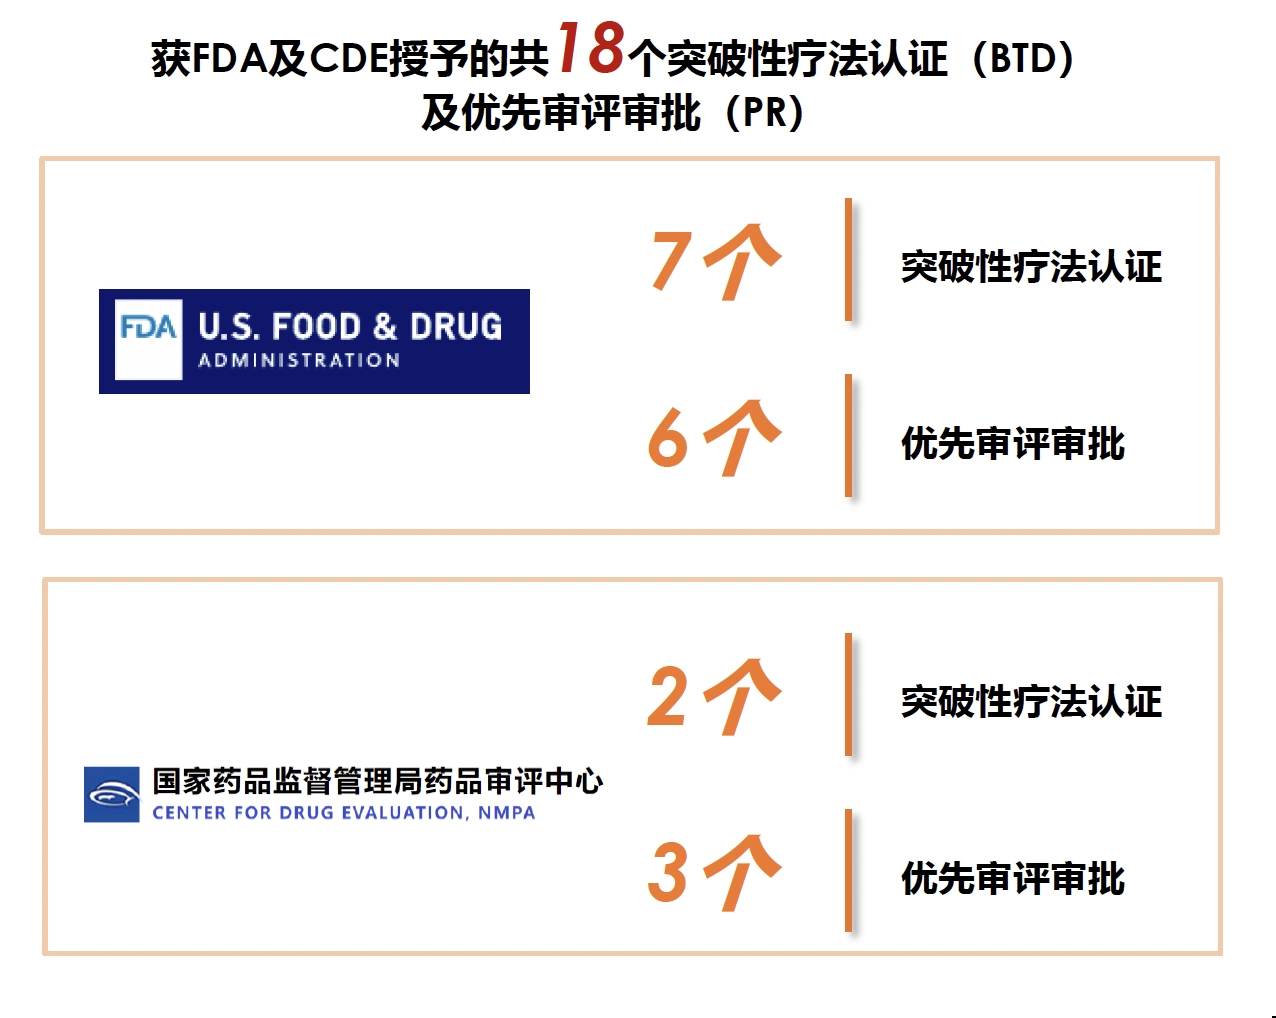 获FDA及CDE授予的共18个突破性疗法认证（BTD）
及优先审评审批（PR）
7个
突破性疗法认证
FDA
U.S. FOOD & DRUG
ADMINISTRATION
6个
优先审评审批
2个
突破性疗法认证
国家药品监督管理局药品审评中心
CENTER FOR DRUG EVALUATION, NMPA
3个
优先审评审批